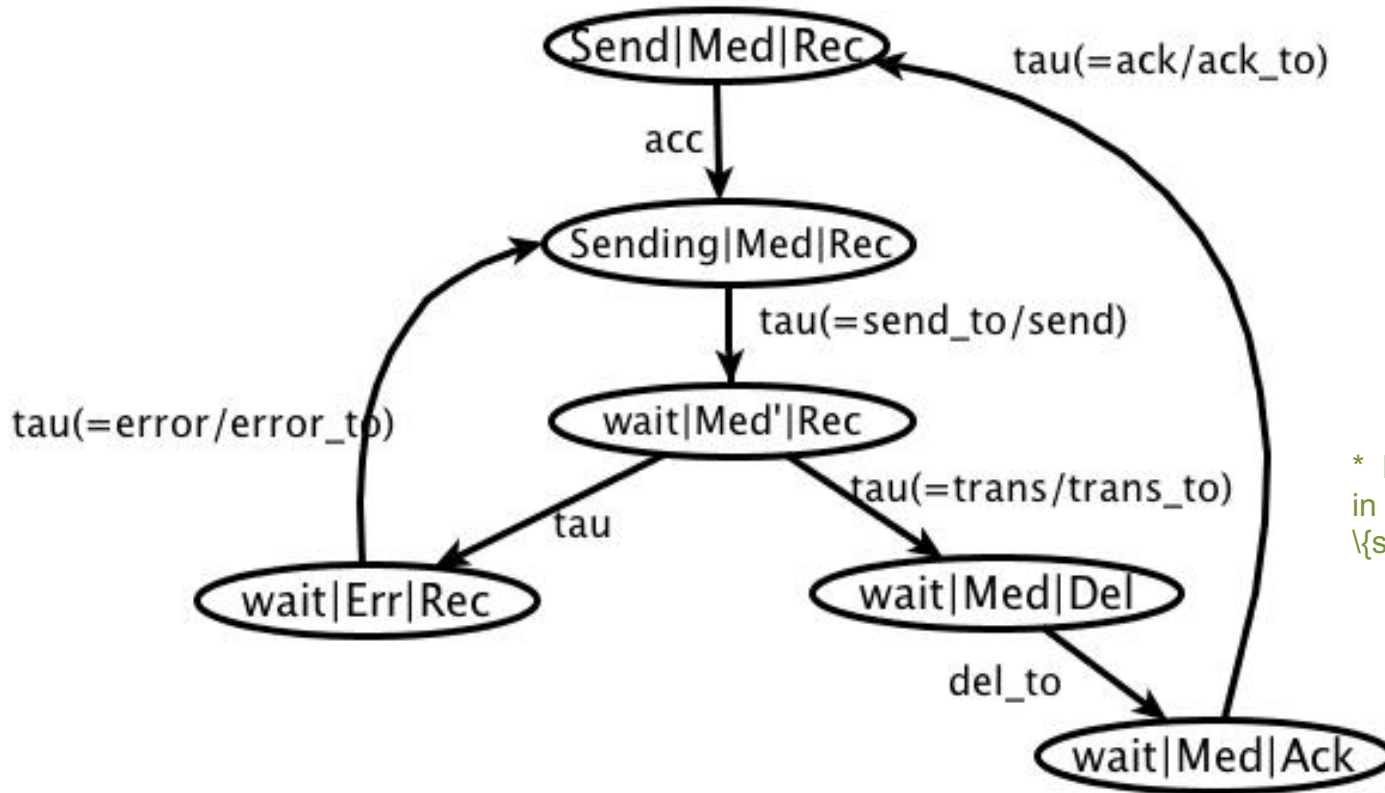 Send|Med|Rec
tau(=ack/ack_to)
acc
Sending|Med|Rec
tau(=send_to/send)
tau(=error/error_to)
wait|Med'|Rec
tau(=trans/trans_to)
tau
wait|Err|Rec
wait|Med|Del
del_to
wait|Med|Ack
*
in
\{s